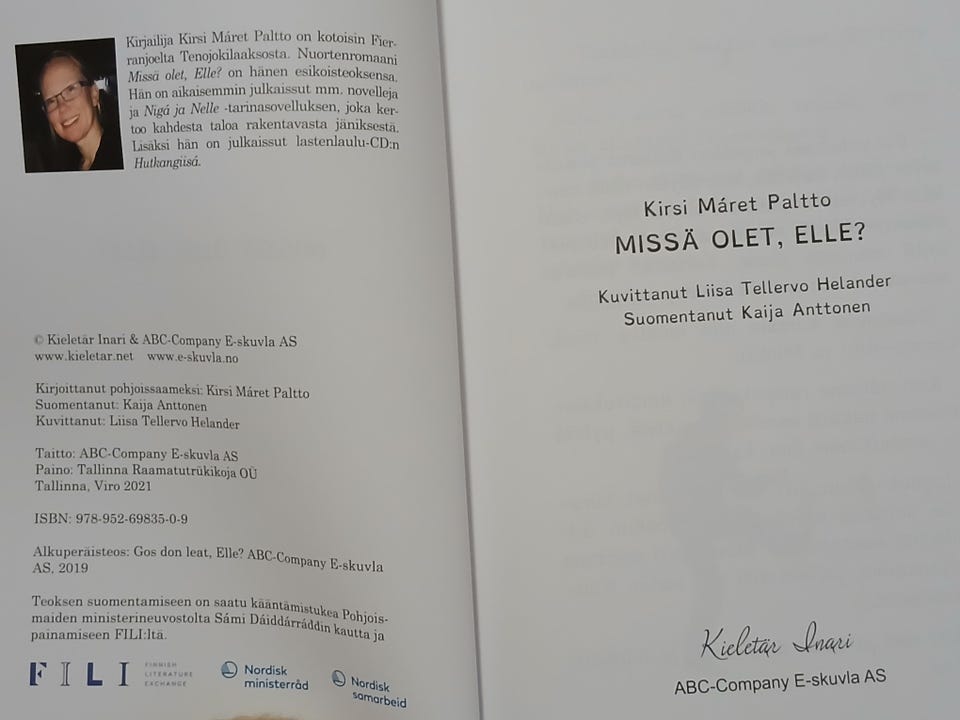 Kirjailija Kirsi Máret Paltto on kotoisin Fier-
ranjoelta Tenojokilaaksosta. Nuortenromaani
Missä olet, Elle? on hänen esikoisteoksensa.
Hän on aikaisemmin julkaissut mm. novelleja
ja Nigá ja Nelle -tarinasovelluksen, joka ker-
too kahdesta taloa rakentavasta jäniksestä.
Lisäksi hän on julkaissut lastenlaulu-CD:n
Hutkangiisá.
© Kieletär Inari & ABC-Company E-skuvla AS
www.kieletar.net www.e-skuvla.no
Kirjoittanut pohjoissaameksi: Kirsi Máret Paltto
Suomentanut: Kaija Anttonen
Kuvittanut: Liisa Tellervo Helander
Taitto: ABC-Company E-skuvla AS
Paino: Tallinna Raamatutrükikoja OÜ
Tallinna, Viro 2021
ISBN: 978-952-69835-0-9
Alkuperäisteos: Gos don leat, Elle? ABC-Company E-skuvla
AS, 2019
Teoksen suomentamiseen on saatu kääntämistukea Pohjois-
maiden ministerineuvostolta Sámi Dáiddárráđđin kautta ja
painamiseen FILI:ltä.
FILI
FINNISH
LITERATURE
EXCHANGE
Nordisk
ministerråd
Nordisk
samarbeid
Kirsi Máret Paltto
MISSÄ OLET, ELLE?
Kuvittanut Liisa Tellervo Helander
Suomentanut Kaija Anttonen
Kieletär Inari
ABC-Company E-skuvla AS